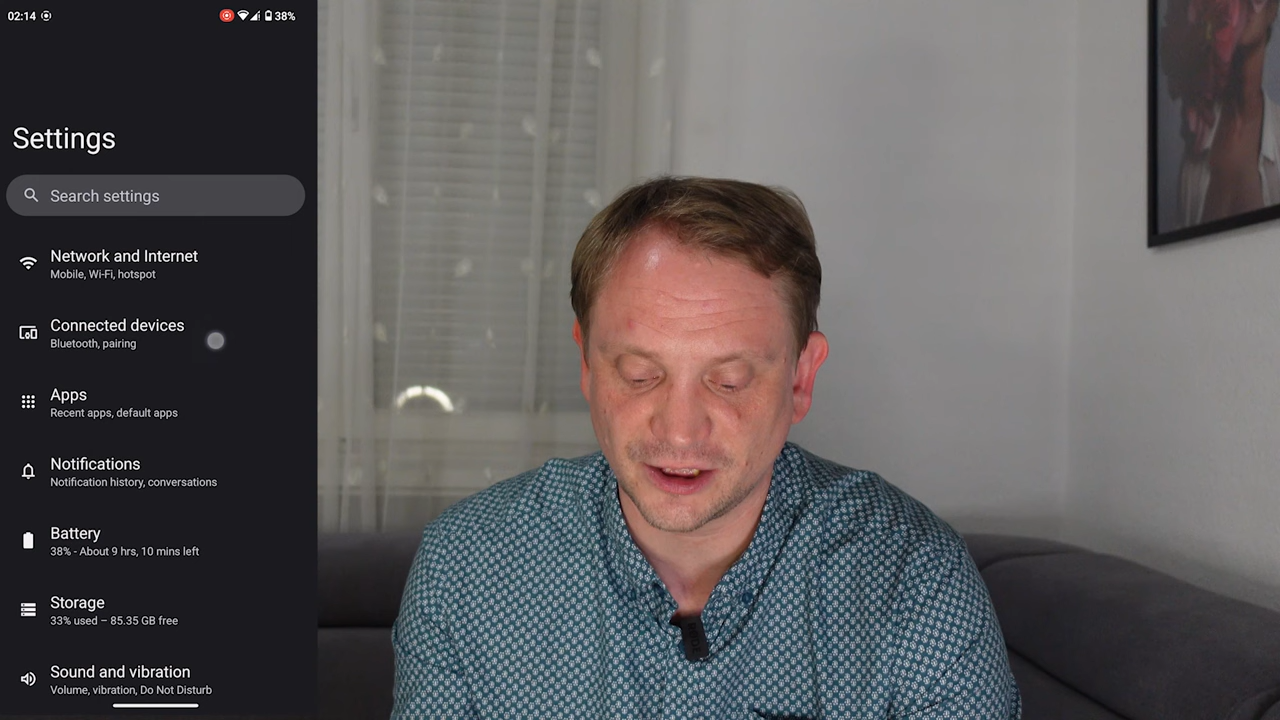 02:14 38%
Settings
Search settings
Network and Internet
Mobile, Wi-Fi, hotspot
Connected devices
Bluetooth, pairing
Apps
Recent apps, default apps
Notifications
Notification history, conversations
Battery
38% - About 9 hrs, 10 mins left
Storage
33% used – 85.35 GB free
Sound and vibration
Volume, vibration, Do Not Disturb